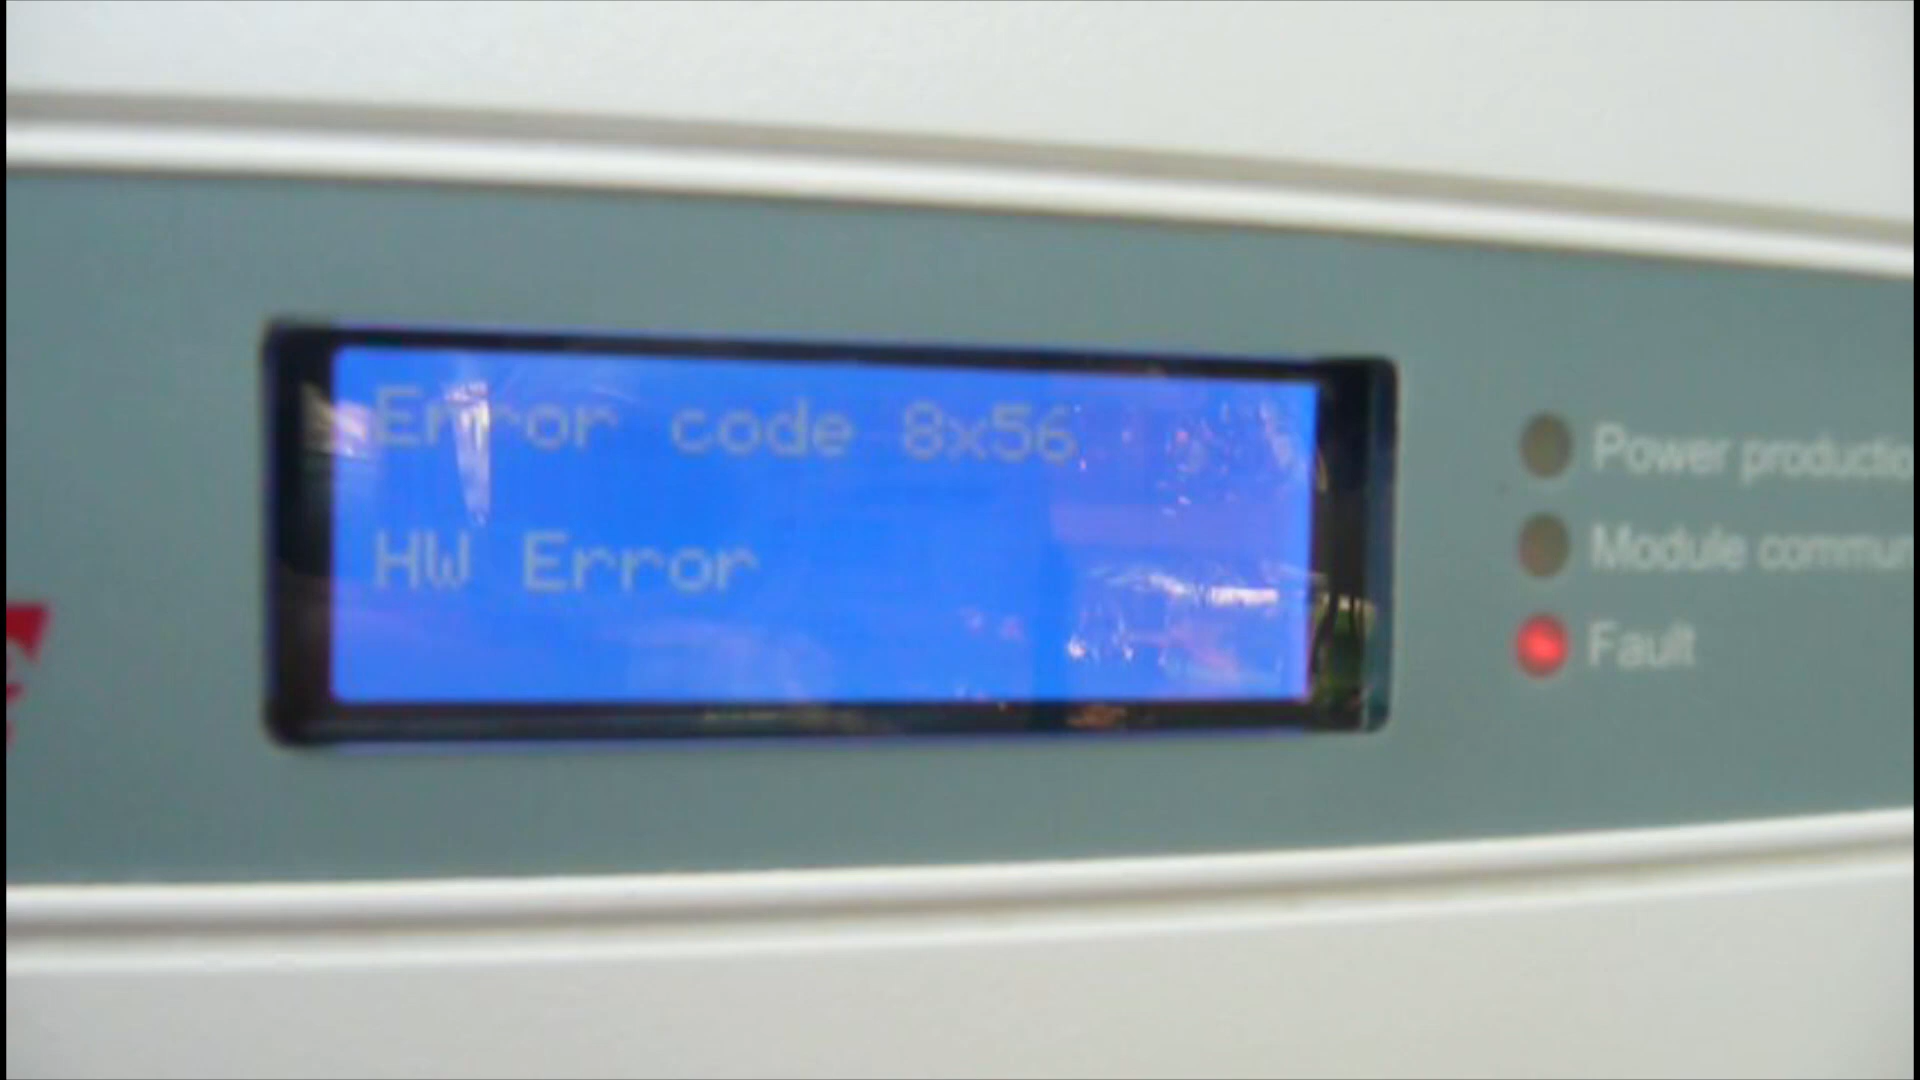 Error code 8x56
HW Error
Power productio
Module commun
Fault